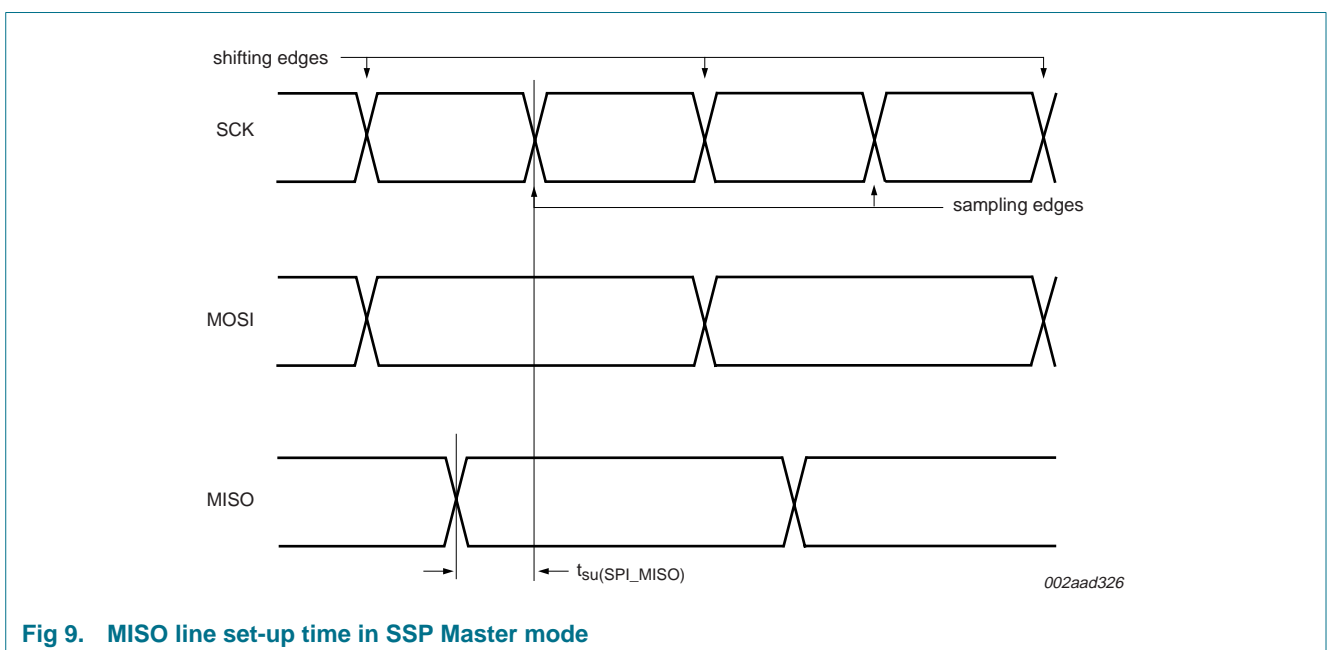 shifting edges
SCK
sampling edges
MOSI
MISO
tsu(SPI_MISO)
002aad326
Fig 9. MISO line set-up time in SSP Master mode